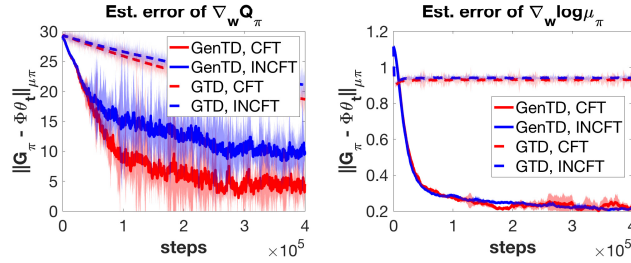 Est. error of ∇wQπ
||Gπ - Φθt||μπ
30
25
20
15
10
5
0
GenTD, CFT
GenTD, INCFT
GTD, CFT
GTD, INCFT
0 1 2 3 4
steps
×10^5
Est. error of ∇wlogμπ
||Gπ - Φθt||μπ
1.2
1
0.8
0.6
0.4
0.2
GenTD, CFT
GenTD, INCFT
GTD, CFT
GTD, INCFT
0 1 2 3 4
steps
×10^5